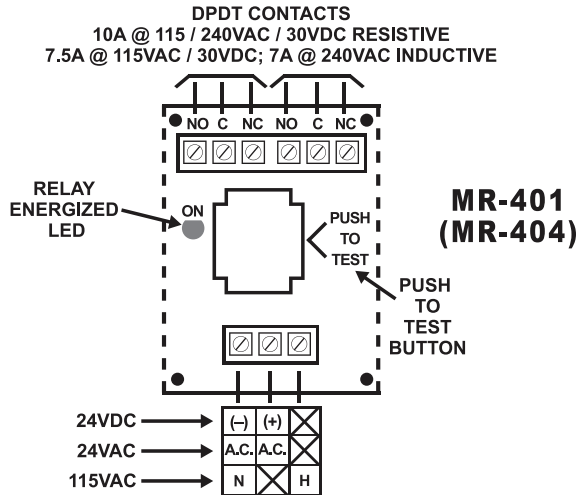 DPDT CONTACTS
10A @ 115 / 240VAC / 30VDC RESISTIVE
7.5A @ 115VAC / 30VDC; 7A @ 240VAC INDUCTIVE
NO C NC NO C NC
RELAY
ENERGIZED
LED
ON
PUSH
TO
TEST
MR-401
(MR-404)
PUSH
TO
TEST
BUTTON
24VDC (–) (+)
24VAC A.C. A.C.
115VAC N H